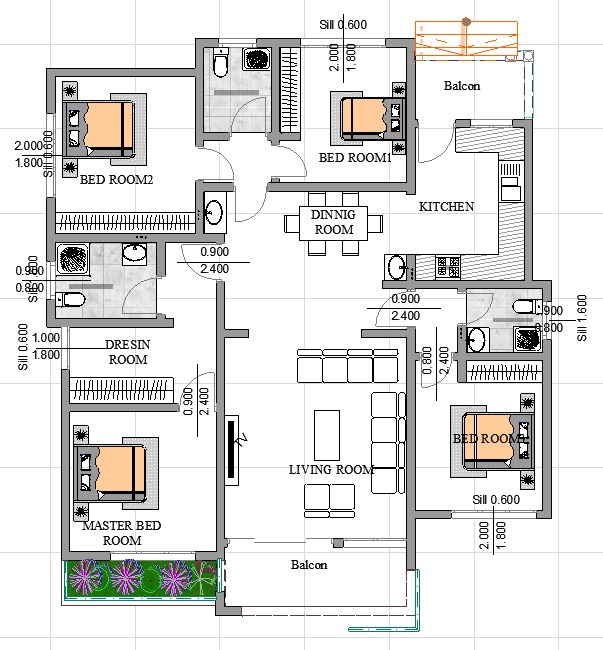 Sill 0.600
2.000
1.800
Balcon
2.000
1.800
Sill 0.600
BED ROOM2
BED ROOM1
DINNIG
ROOM
KITCHEN
0.900
2.400
0.900
0.800
0.900
2.400
0.900
0.800
Sill 1.600
1.000
1.800
Sill 0.600
DRESIN
ROOM
0.800
2.400
0.900
2.400
TV
LIVING ROOM
BED ROOM
Sill 0.600
2.000
1.800
MASTER BED
ROOM
Balcon